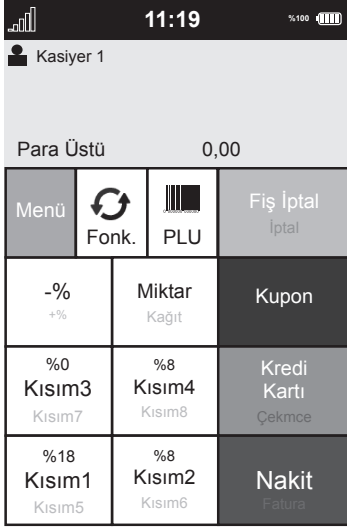 11:19 %100
Kasiyer 1
Para Üstü 0,00
Menü Fonk. PLU Fiş İptal
İptal
-% Miktar Kupon
+% Kağıt
%0 %8 Kredi
Kısım3 Kısım4 Kartı
Kısım7 Kısım8 Çekmce
%18 %8
Kısım1 Kısım2 Nakit
Kısım5 Kısım6 Fatura